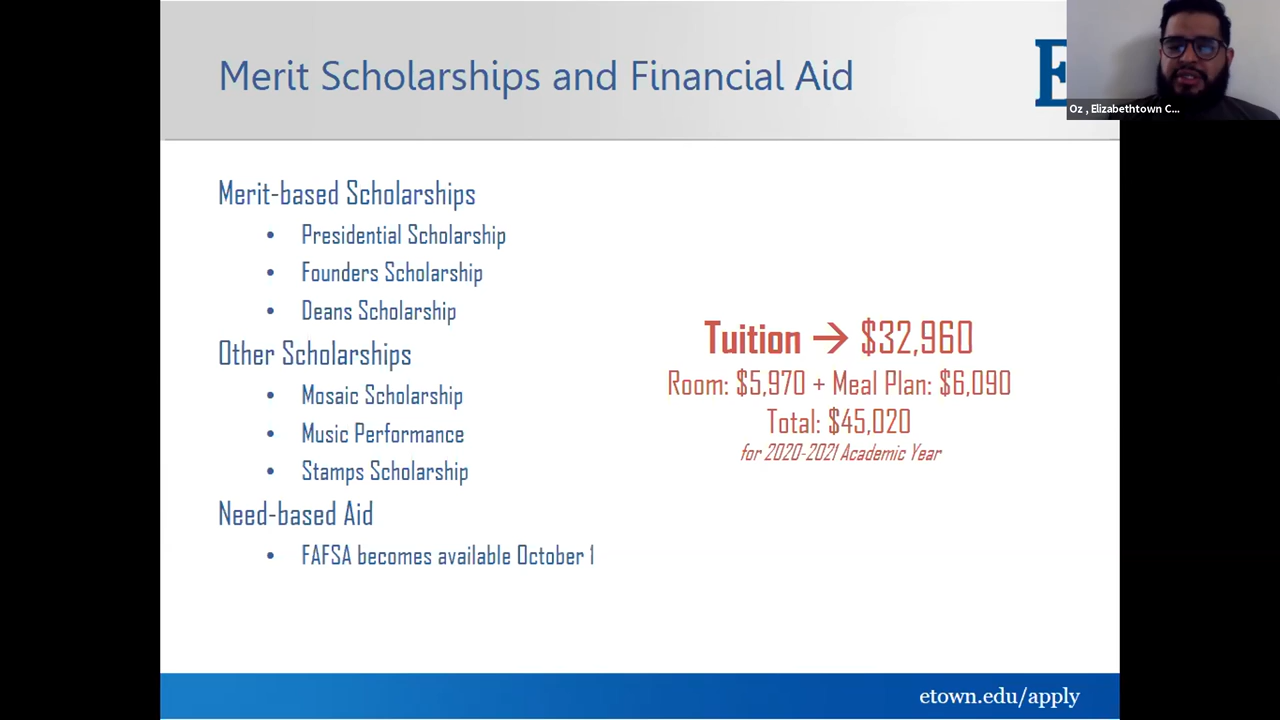 Merit Scholarships and Financial Aid
E
Oz , Elizabethtown C...
Merit-based Scholarships
• Presidential Scholarship
• Founders Scholarship
• Deans Scholarship
Other Scholarships
• Mosaic Scholarship
• Music Performance
• Stamps Scholarship
Need-based Aid
• FAFSA becomes available October 1
Tuition → $32,960
Room: $5,970 + Meal Plan: $6,090
Total: $45,020
for 2020-2021 Academic Year
etown.edu/apply